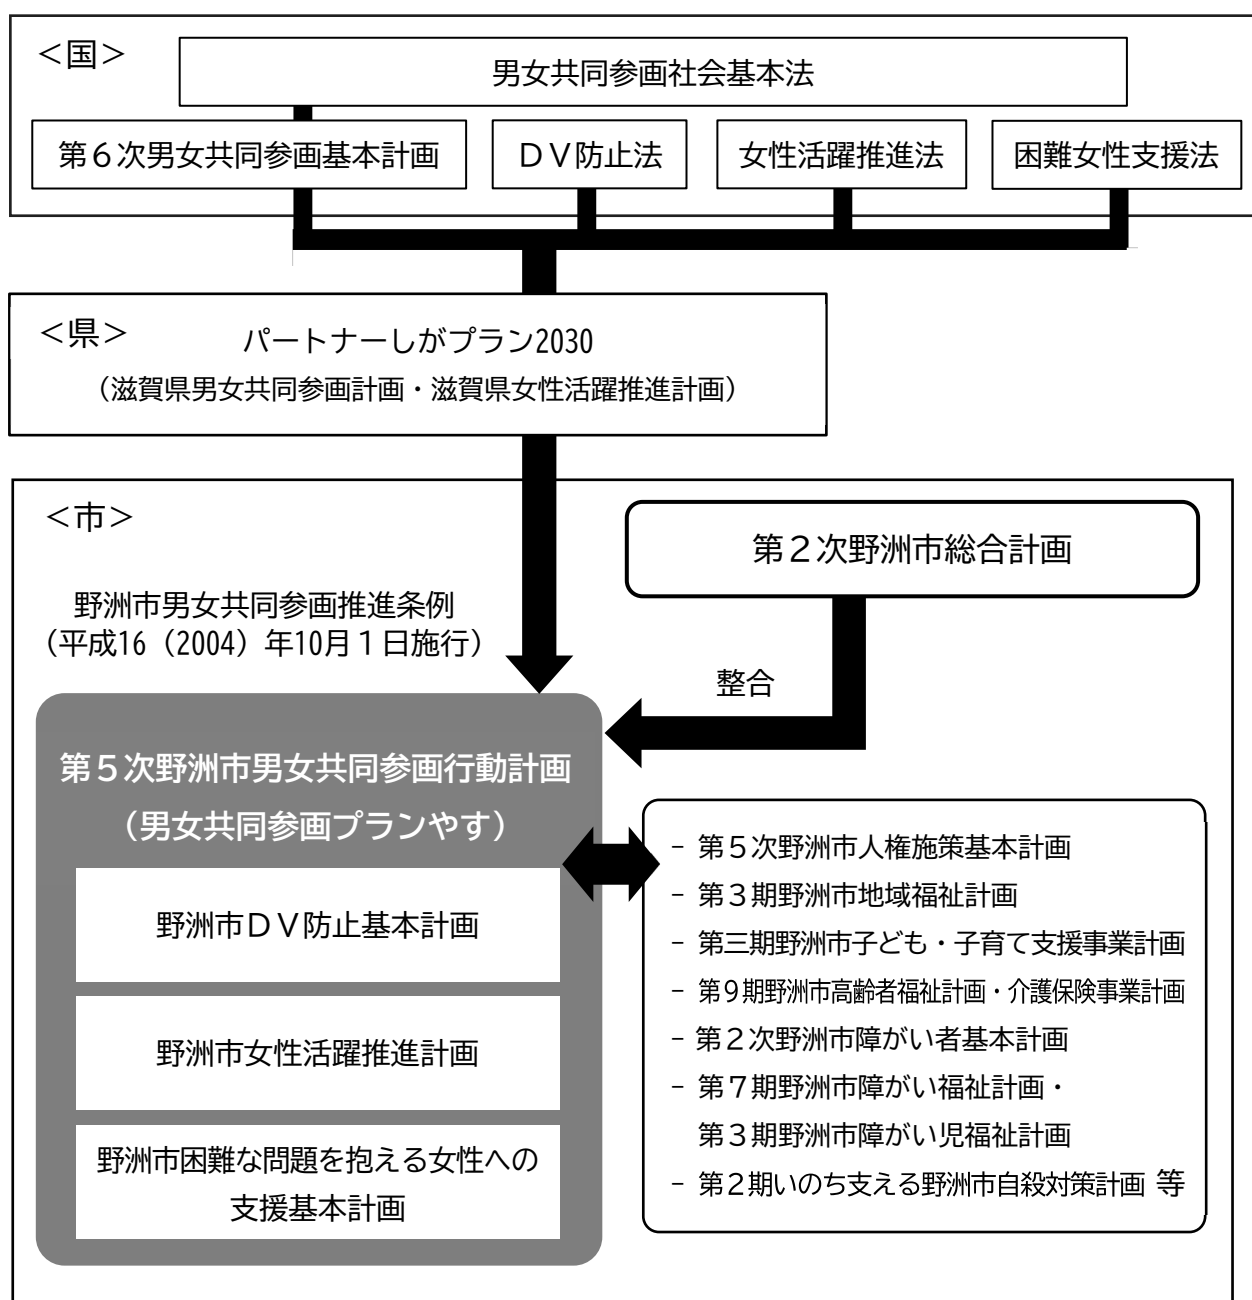 ＜国＞
男女共同参画社会基本法
第６次男女共同参画基本計画
ＤＶ防止法
女性活躍推進法
困難女性支援法
＜県＞
パートナーしがプラン2030
（滋賀県男女共同参画計画・滋賀県女性活躍推進計画）
＜市＞
第２次野洲市総合計画
野洲市男女共同参画推進条例
（平成16（2004）年10月１日施行）
整合
第５次野洲市男女共同参画行動計画
（男女共同参画プランやす）
野洲市ＤＶ防止基本計画
野洲市女性活躍推進計画
野洲市困難な問題を抱える女性への
支援基本計画
- 第５次野洲市人権施策基本計画
- 第３期野洲市地域福祉計画
- 第三期野洲市子ども・子育て支援事業計画
- 第9期野洲市高齢者福祉計画・介護保険事業計画
- 第２次野洲市障がい者基本計画
- 第７期野洲市障がい福祉計画・
第３期野洲市障がい児福祉計画
- 第２期いのち支える野洲市自殺対策計画 等